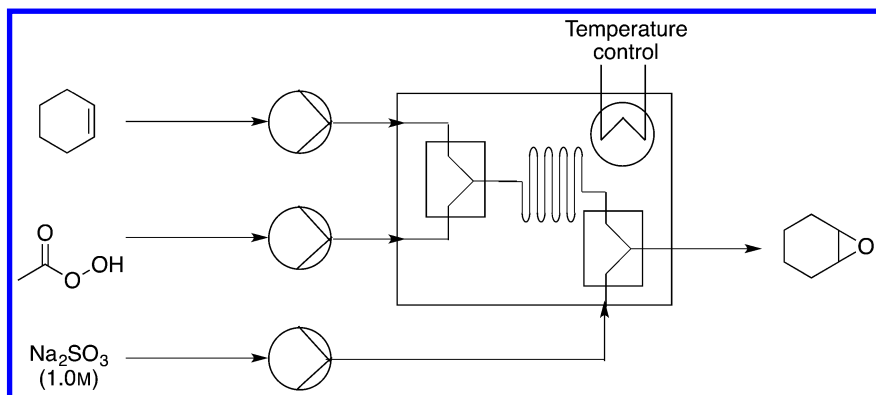 Temperature
control
O
O
OH
O
Na₂SO₃
(1.0M)